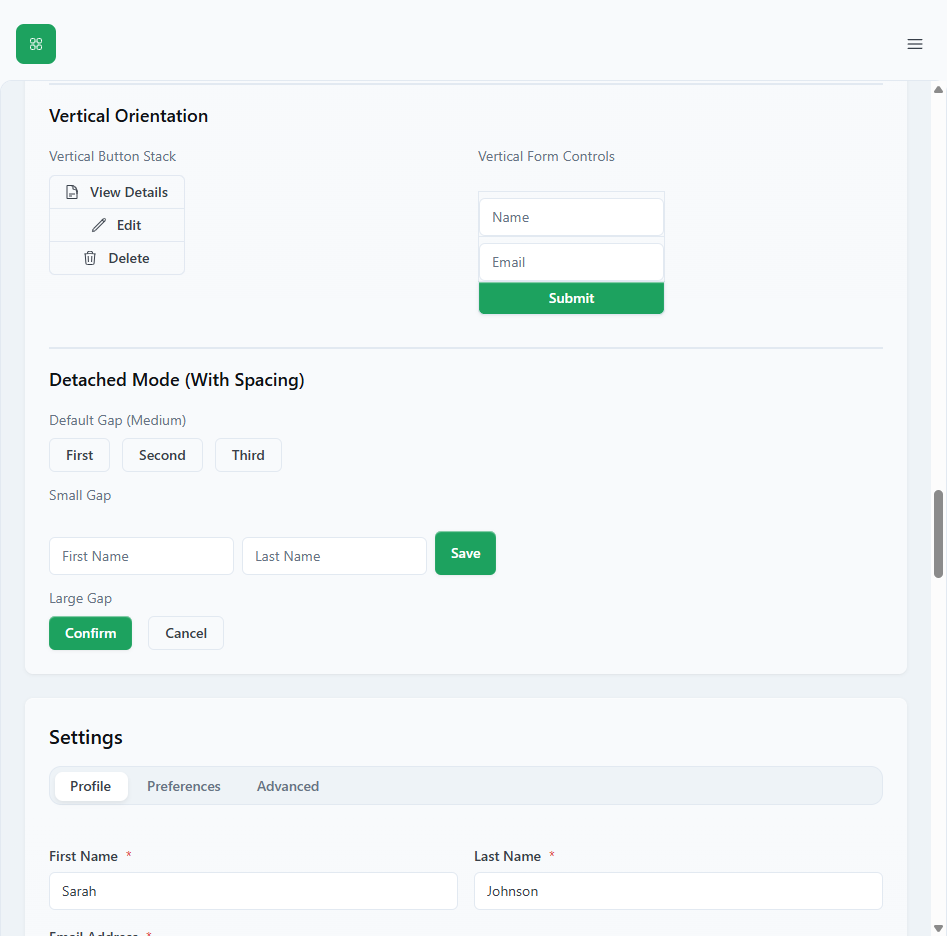 Vertical Orientation
Vertical Button Stack
View Details
Edit
Delete
Vertical Form Controls
Name
Email
Submit
Detached Mode (With Spacing)
Default Gap (Medium)
First Second Third
Small Gap
First Name Last Name Save
Large Gap
Confirm Cancel
Settings
Profile Preferences Advanced
First Name * Last Name *
Sarah Johnson
Email Address *